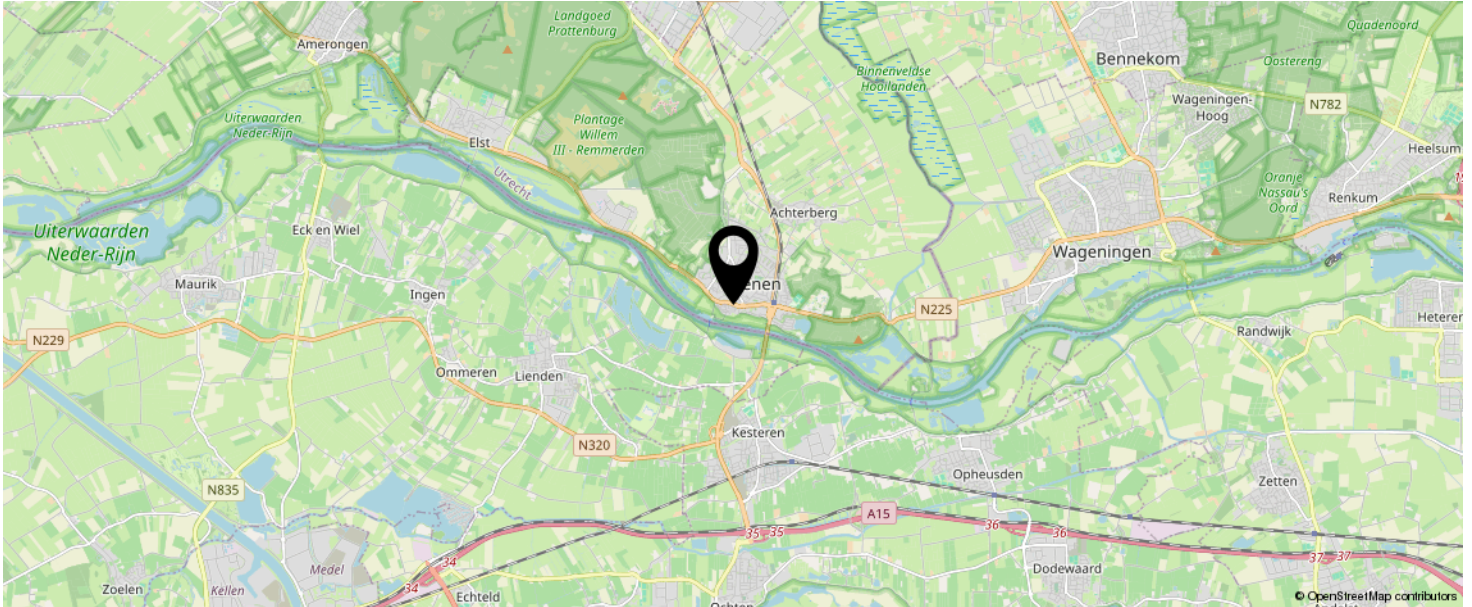 Landgoed
Prattenburg
Quadenoord
Amerongen
Bennekom
Oostereng
Binnenveldse
Hooilanden
Wageningen-
Hoog
N782
Uiterwaarden
Neder-Rijn
Plantage
Willem
III - Remmerden
Elst
Heelsum
Utrecht
Oranje
Nassau's
Oord
Renkum
Achterberg
Eck en Wiel
Uiterwaarden
Neder-Rijn
Wageningen
Maurik
enen
Ingen
N225
Heteren
Randwijk
N229
Ommeren
Lienden
Kesteren
N320
Opheusden
Zetten
N835
A15
35
35
36
36
34
34
37
37
Medel
Kellen
Zoelen
Echteld
Dodewaard
© OpenStreetMap contributors